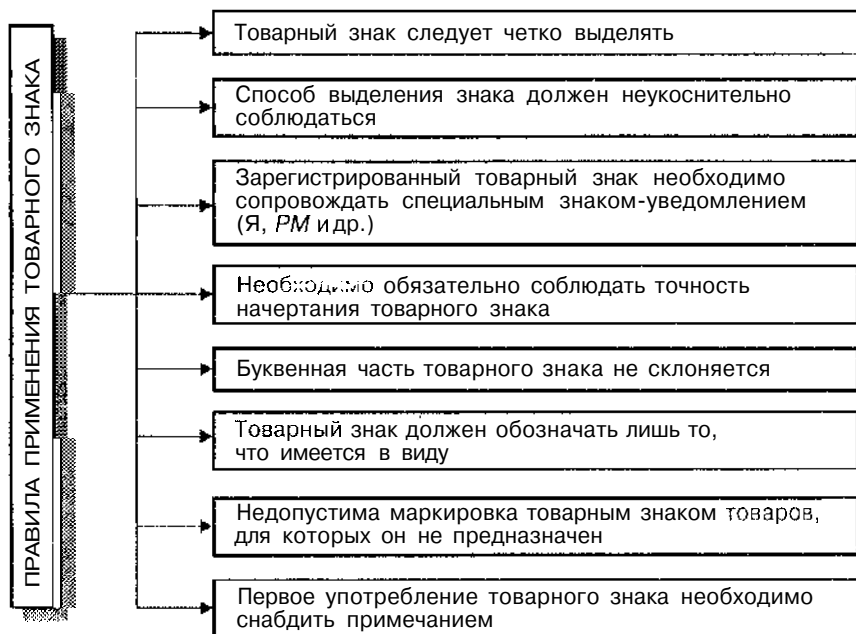 ПРАВИЛА ПРИМЕНЕНИЯ ТОВАРНОГО ЗНАКА
Товарный знак следует четко выделять
Способ выделения знака должен неукоснительно
соблюдаться
Зарегистрированный товарный знак необходимо
сопровождать специальным знаком-уведомлением
(Я, РМ и др.)
Необходимо обязательно соблюдать точность
начертания товарного знака
Буквенная часть товарного знака не склоняется
Товарный знак должен обозначать лишь то,
что имеется в виду
Недопустима маркировка товарным знаком товаров,
для которых он не предназначен
Первое употребление товарного знака необходимо
снабдить примечанием